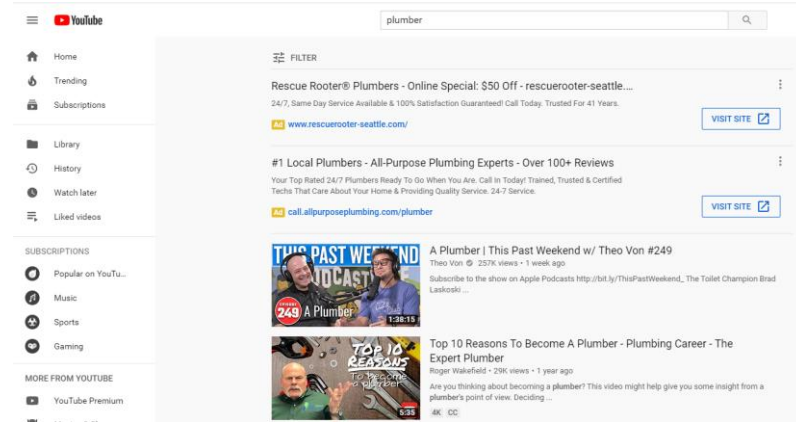 YouTube
plumber
Home
Trending
Subscriptions
Library
History
Watch later
Liked videos
SUBSCRIPTIONS
Popular on YouTu...
Music
Sports
Gaming
MORE FROM YOUTUBE
YouTube Premium
FILTER
Rescue Rooter® Plumbers - Online Special: $50 Off - rescuerooter-seattle....
24/7, Same Day Service Available & 100% Satisfaction Guaranteed! Call Today. Trusted For 41 Years.
Ad www.rescuerooter-seattle.com/
VISIT SITE
#1 Local Plumbers - All-Purpose Plumbing Experts - Over 100+ Reviews
Your Top Rated 24/7 Plumbers Ready To Go When You Are. Call In Today! Trained, Trusted & Certified
Techs That Care About Your Home & Providing Quality Service. 24-7 Service.
Ad call.allpurposeplumbing.com/plumber
VISIT SITE
THIS PAST WEEKEND
PODCAST
EPISODE
249 A Plumber
1:38:15
A Plumber | This Past Weekend w/ Theo Von #249
Theo Von 257K views • 1 week ago
Subscribe to the show on Apple Podcasts http://bit.ly/ThisPastWeekend_ The Toilet Champion Brad
Laskoski ...
TOP 10
REASONS
To become
a plumber
5:35
Top 10 Reasons To Become A Plumber - Plumbing Career - The
Expert Plumber
Roger Wakefield • 29K views • 1 year ago
Are you thinking about becoming a plumber? This video might help give you some insight from a
plumber's point of view. Deciding ...
4K CC